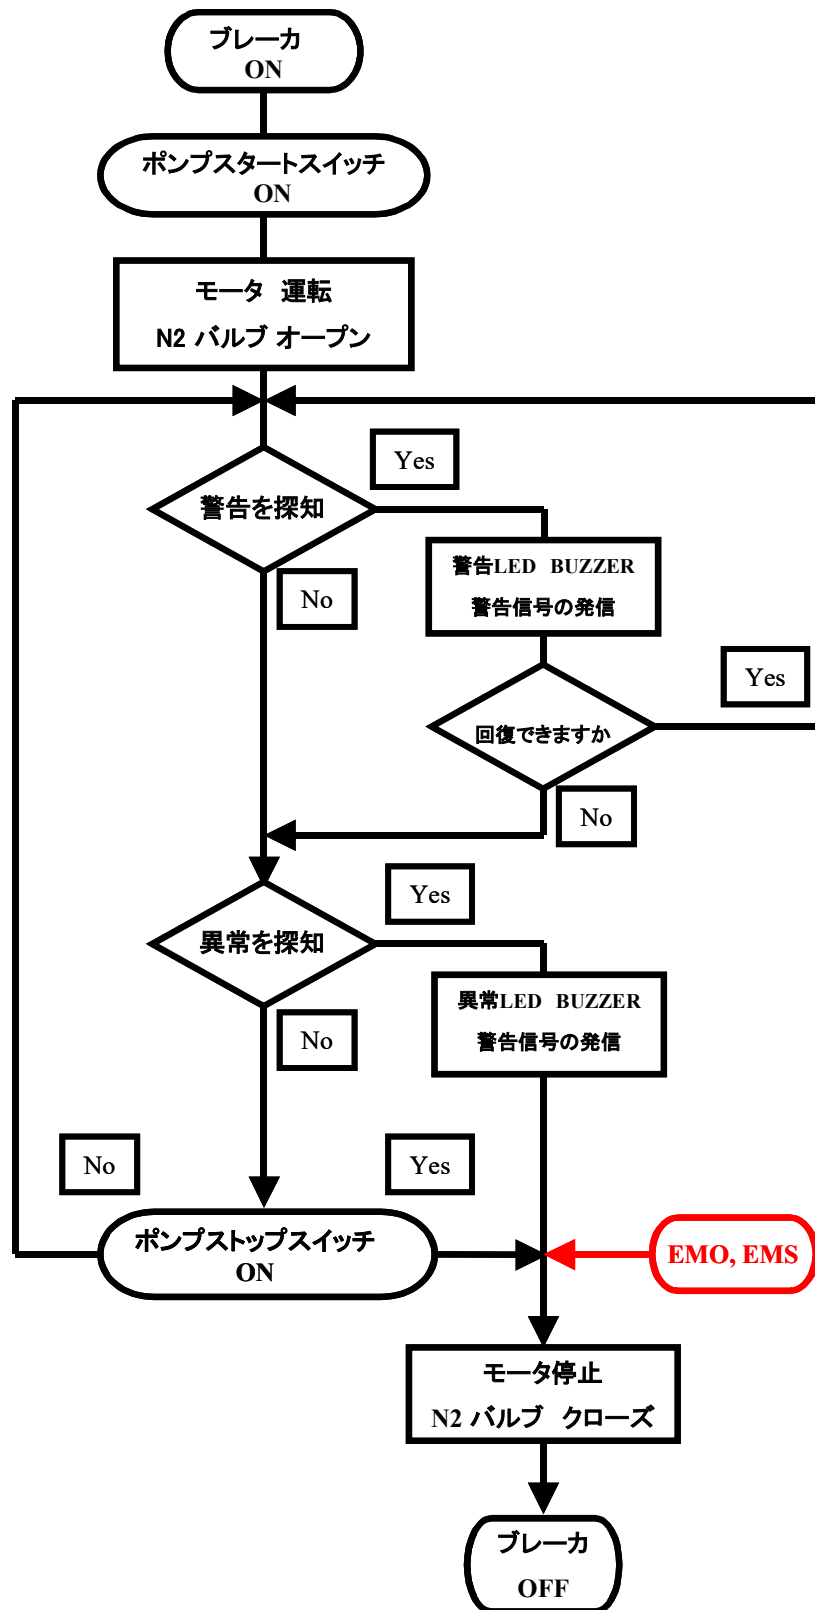 ブレーカ
ON
ポンプスタートスイッチ
ON
モータ 運転
N2 バルブ オープン
Yes
警告を探知
警告LED BUZZER
警告信号の発信
No
Yes
回復できますか
No
Yes
異常を探知
異常LED BUZZER
警告信号の発信
No
No
Yes
ポンプストップスイッチ
ON
EMO, EMS
モータ停止
N2 バルブ クローズ
ブレーカ
OFF